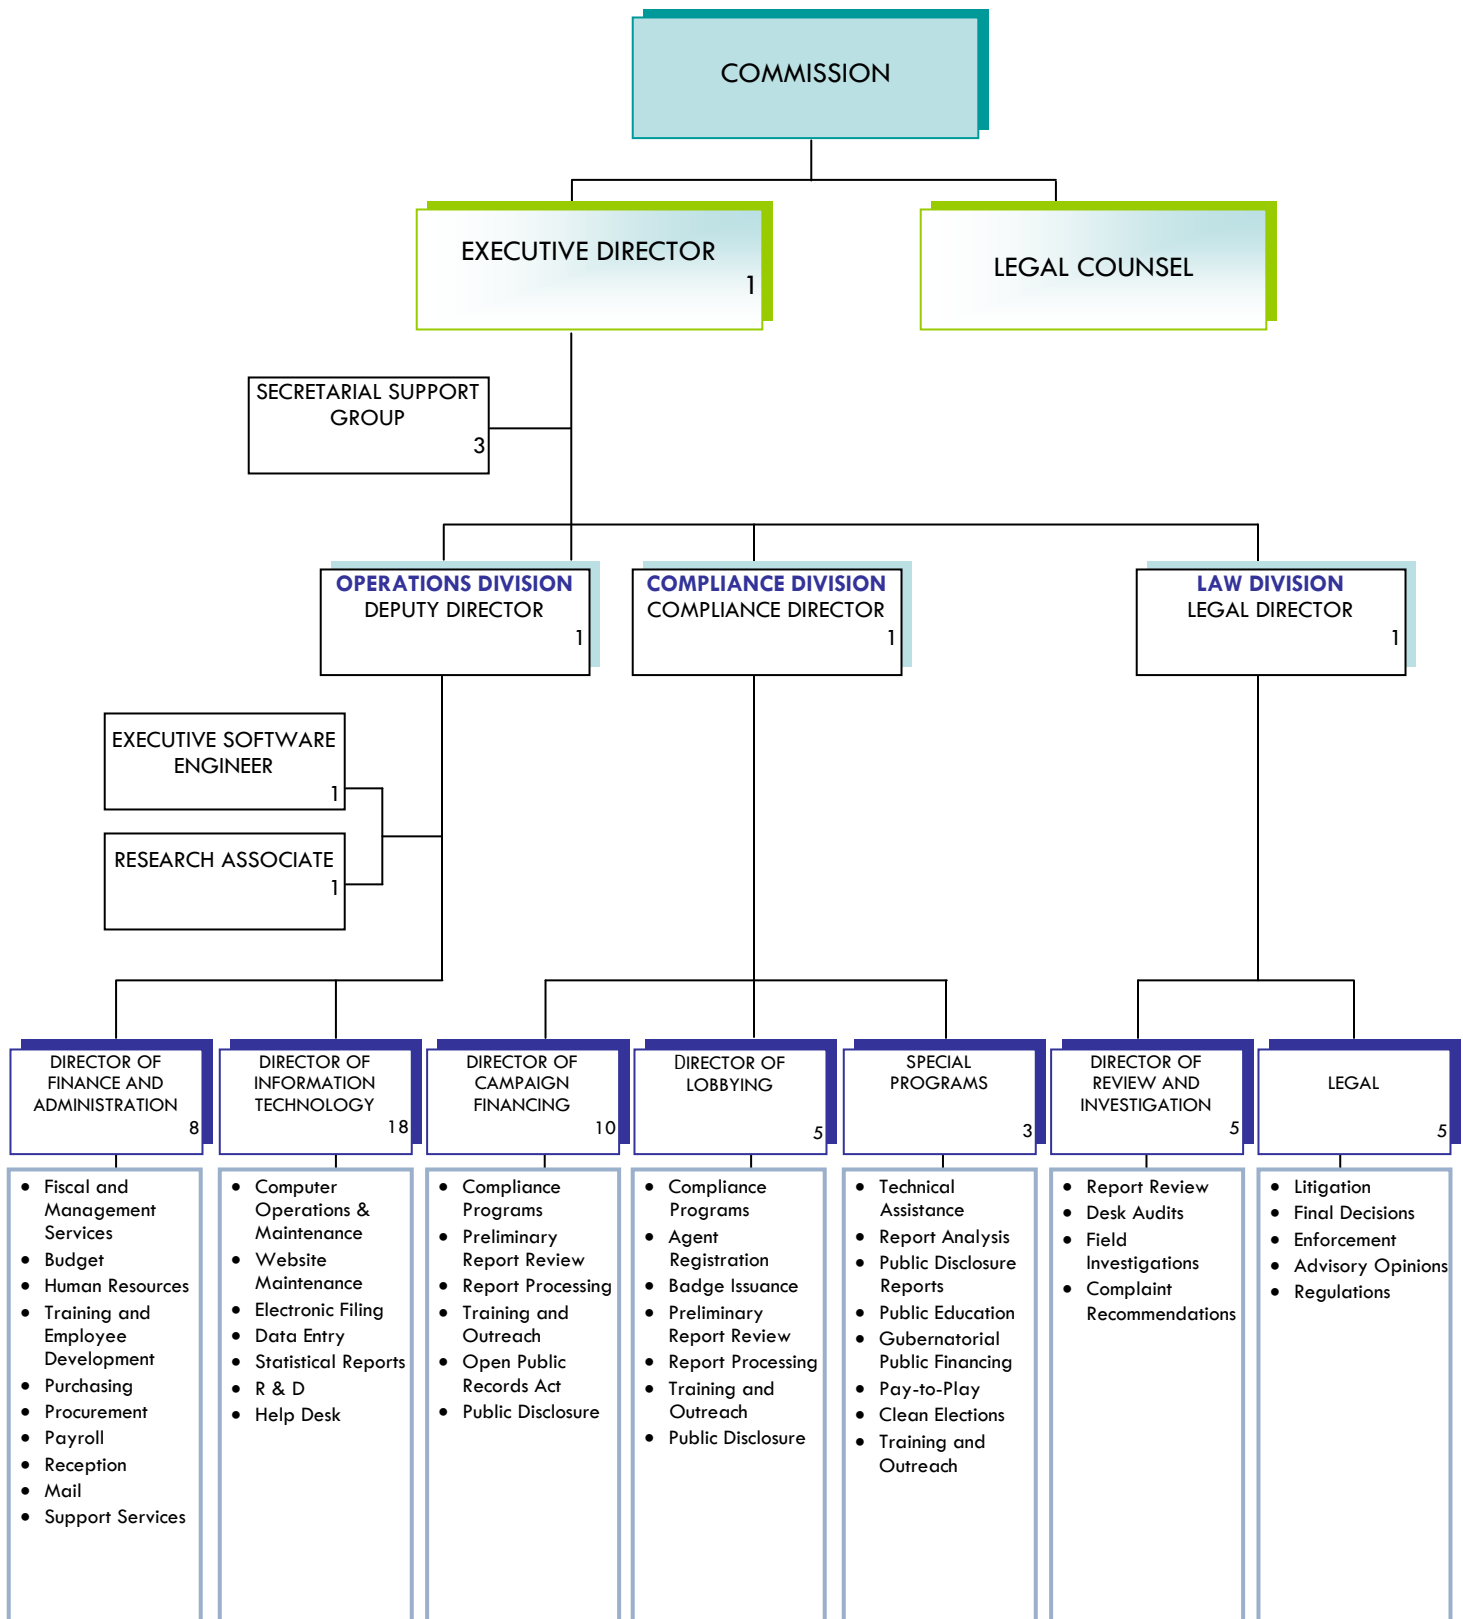 COMMISSION
EXECUTIVE DIRECTOR
1
LEGAL COUNSEL
SECRETARIAL SUPPORT
GROUP
3
OPERATIONS DIVISION
DEPUTY DIRECTOR
1
COMPLIANCE DIVISION
COMPLIANCE DIRECTOR
1
LAW DIVISION
LEGAL DIRECTOR
1
EXECUTIVE SOFTWARE
ENGINEER
1
RESEARCH ASSOCIATE
1
DIRECTOR OF
FINANCE AND
ADMINISTRATION
8
DIRECTOR OF
INFORMATION
TECHNOLOGY
18
DIRECTOR OF
CAMPAIGN
FINANCING
10
DIRECTOR OF
LOBBYING
5
SPECIAL
PROGRAMS
3
DIRECTOR OF
REVIEW AND
INVESTIGATION
5
LEGAL
5
• Fiscal and
Management
Services
• Budget
• Human Resources
• Training and
Employee
Development
• Purchasing
• Procurement
• Payroll
• Reception
• Mail
• Support Services
• Computer
Operations &
Maintenance
• Website
Maintenance
• Electronic Filing
• Data Entry
• Statistical Reports
• R & D
• Help Desk
• Compliance
Programs
• Preliminary
Report Review
• Report Processing
• Training and
Outreach
• Open Public
Records Act
• Public Disclosure
• Compliance
Programs
• Agent
Registration
• Badge Issuance
• Preliminary
Report Review
• Report Processing
• Training and
Outreach
• Public Disclosure
• Technical
Assistance
• Report Analysis
• Public Disclosure
Reports
• Public Education
• Gubernatorial
Public Financing
• Pay-to-Play
• Clean Elections
• Training and
Outreach
• Report Review
• Desk Audits
• Field
Investigations
• Complaint
Recommendations
• Litigation
• Final Decisions
• Enforcement
• Advisory Opinions
• Regulations